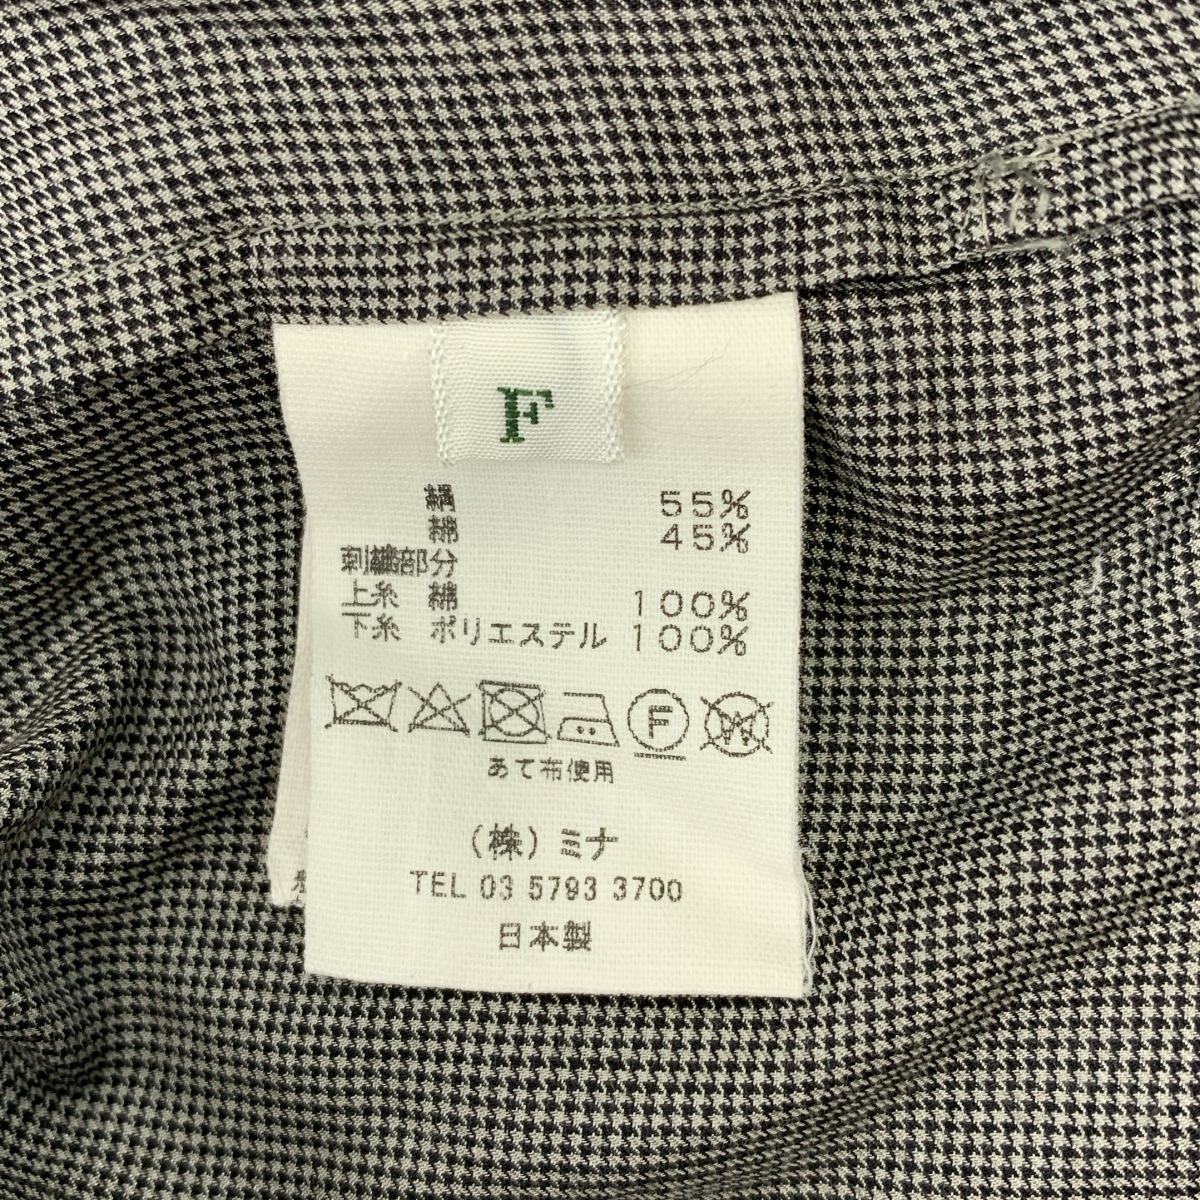 F
絹 55%
綿 45%
刺繍部分
上糸 綿 100%
下糸 ポリエステル 100%
F
W
あて布使用
(株)ミナ
TEL 03 5793 3700
日本製